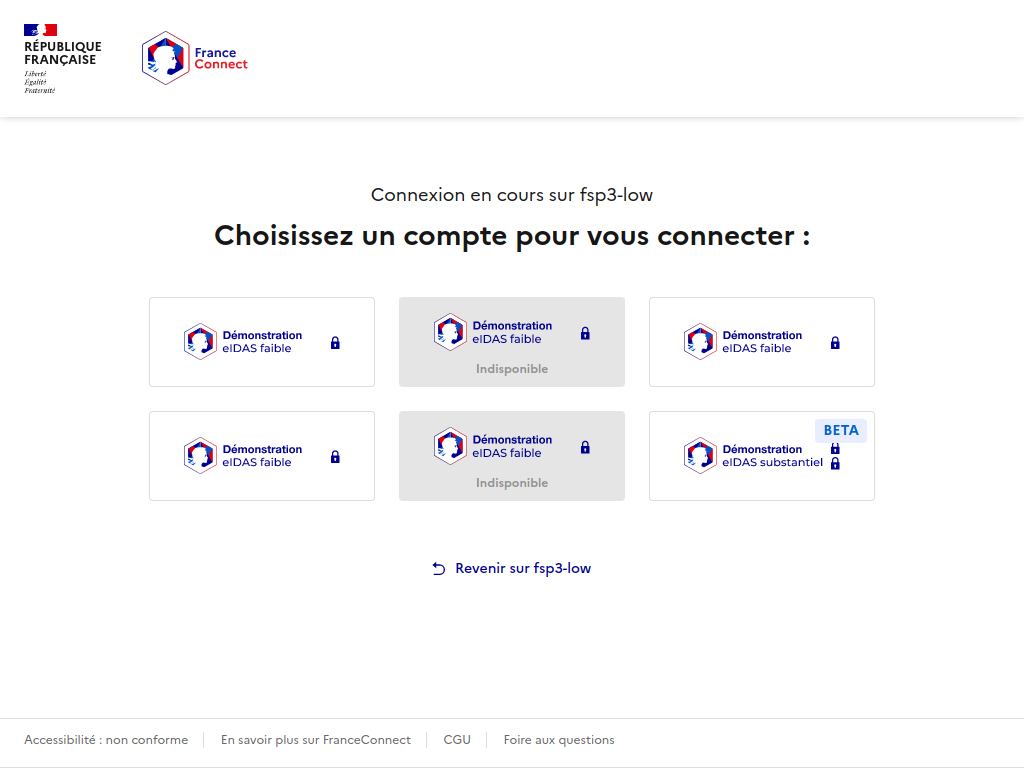 RÉPUBLIQUE
FRANÇAISE
Liberté
Égalité
Fraternité
France
Connect
Connexion en cours sur fsp3-low
Choisissez un compte pour vous connecter :
Démonstration
eIDAS faible
Démonstration
eIDAS faible
Indisponible
Démonstration
eIDAS faible
Démonstration
eIDAS faible
Démonstration
eIDAS faible
Indisponible
BETA
Démonstration
eIDAS substantiel
Revenir sur fsp3-low
Accessibilité : non conforme
En savoir plus sur FranceConnect
CGU
Foire aux questions